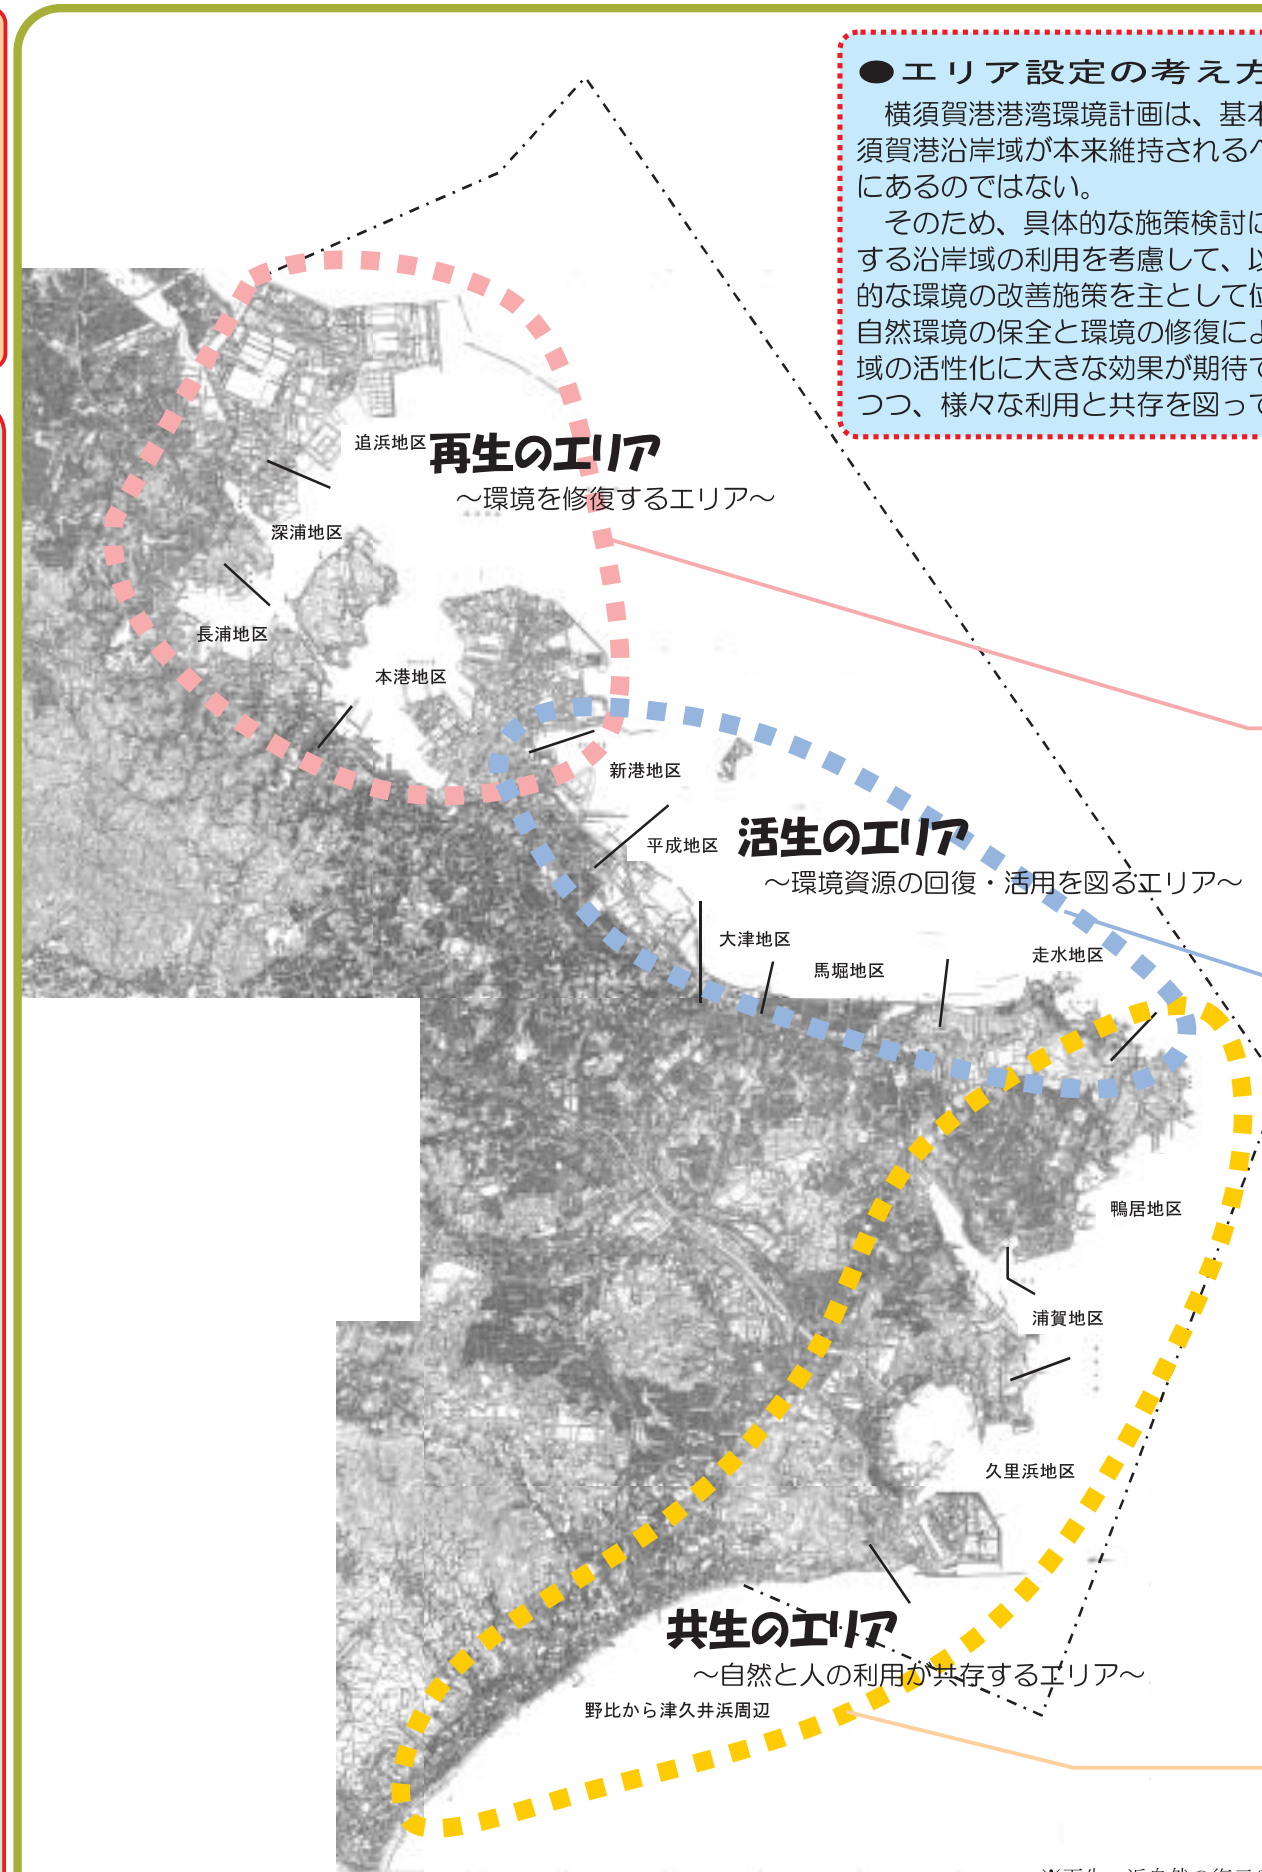 ●エリア設定の考え方
横須賀港港湾環境計画は、基本
須賀港沿岸域が本来維持されるべ
にあるのではない。
そのため、具体的な施策検討に
する沿岸域の利用を考慮して、以
的な環境の改善施策を主として位
自然環境の保全と環境の修復によ
域の活性化に大きな効果が期待で
つつ、様々な利用と共存を図って
追浜地区
再生のエリア
～環境を修復するエリア～
深浦地区
長浦地区
本港地区
新港地区
平成地区
活生のエリア
～環境資源の回復・活用を図るエリア～
大津地区
馬堀地区
走水地区
鴨居地区
浦賀地区
久里浜地区
共生のエリア
～自然と人の利用が共存するエリア～
野比から津久井浜周辺